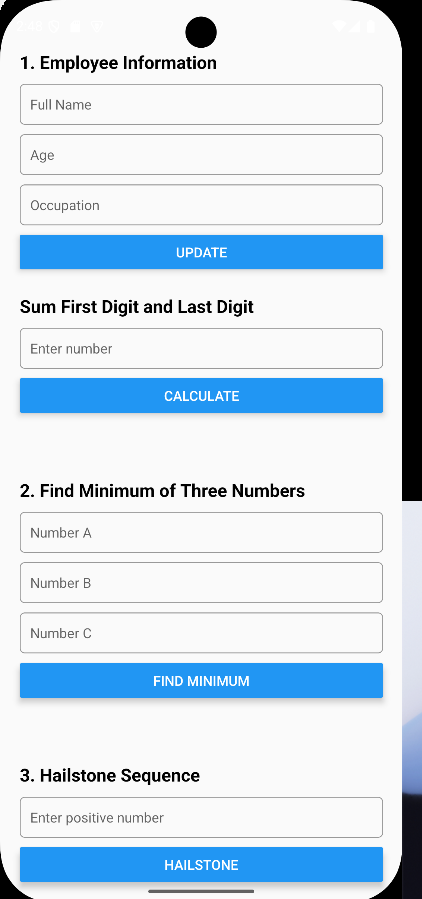 1. Employee Information
Full Name
Age
Occupation
UPDATE
Sum First Digit and Last Digit
Enter number
CALCULATE
2. Find Minimum of Three Numbers
Number A
Number B
Number C
FIND MINIMUM
3. Hailstone Sequence
Enter positive number
HAILSTONE